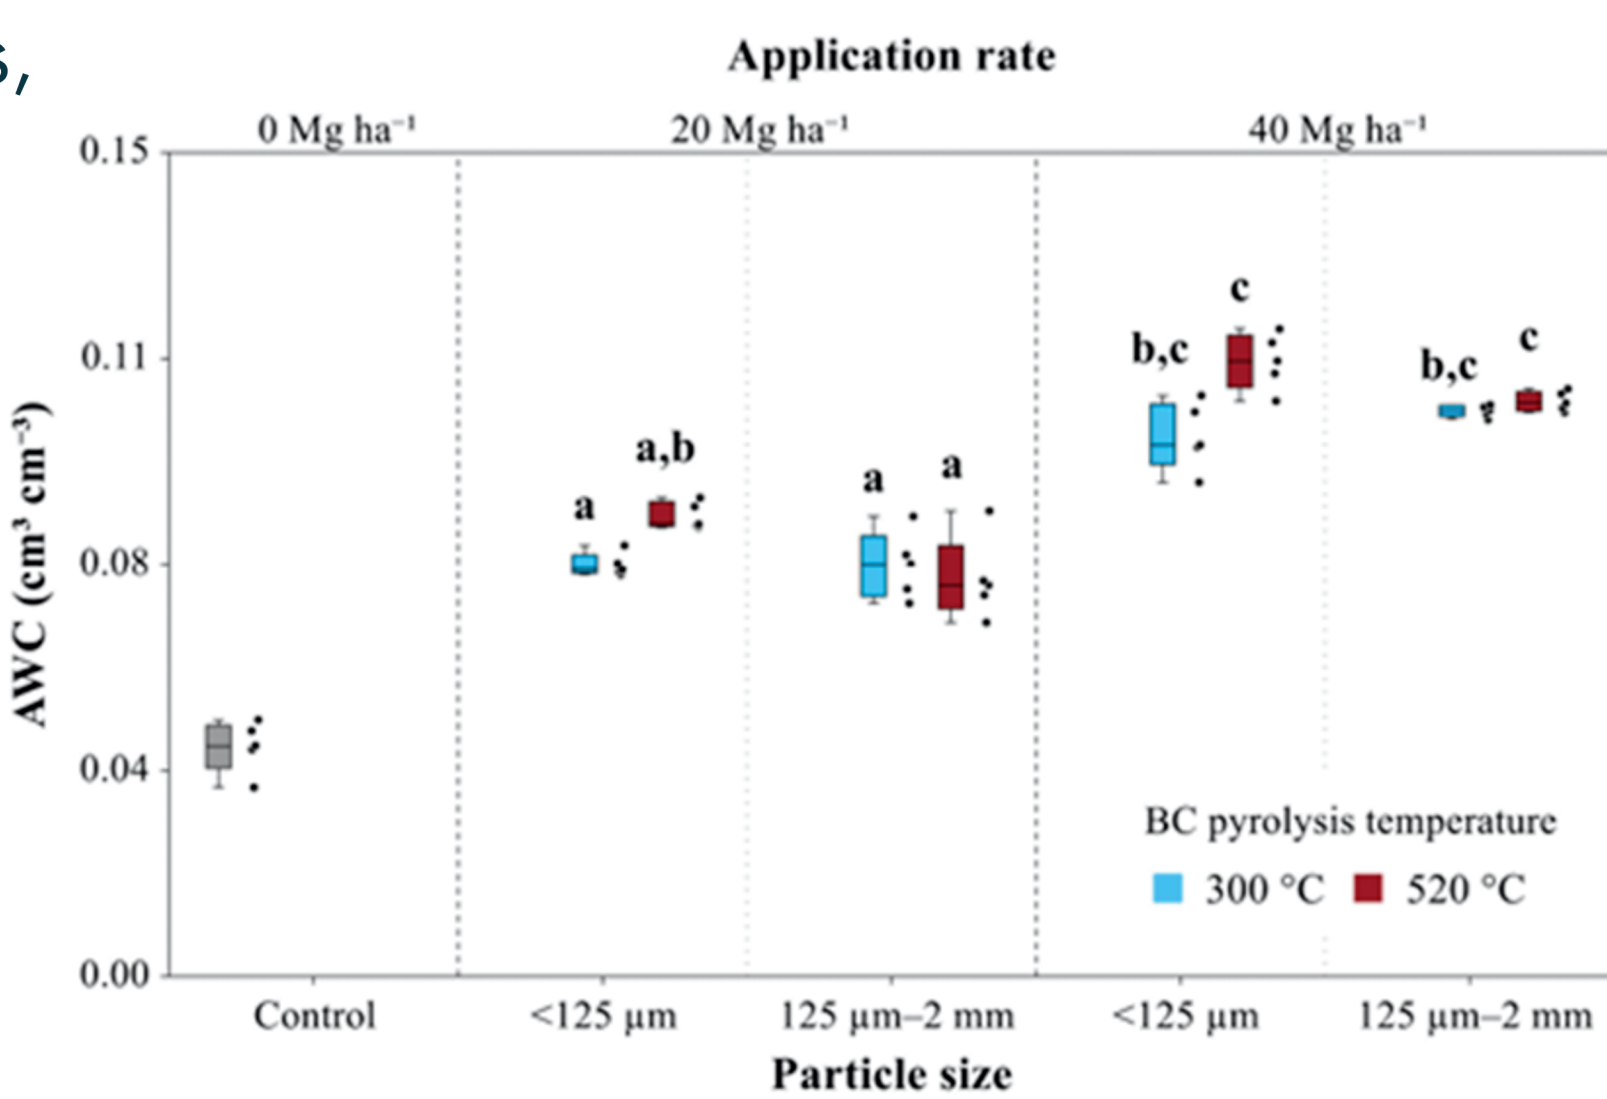 s,
Application rate
0 Mg ha⁻¹
20 Mg ha⁻¹
40 Mg ha⁻¹
0.15
0.11
0.08
0.04
0.00
AWC (cm³ cm⁻³)
a
a,b
a
a
b,c
c
b,c
c
BC pyrolysis temperature
300 °C
520 °C
Control
<125 µm
125 µm–2 mm
<125 µm
125 µm–2 mm
Particle size